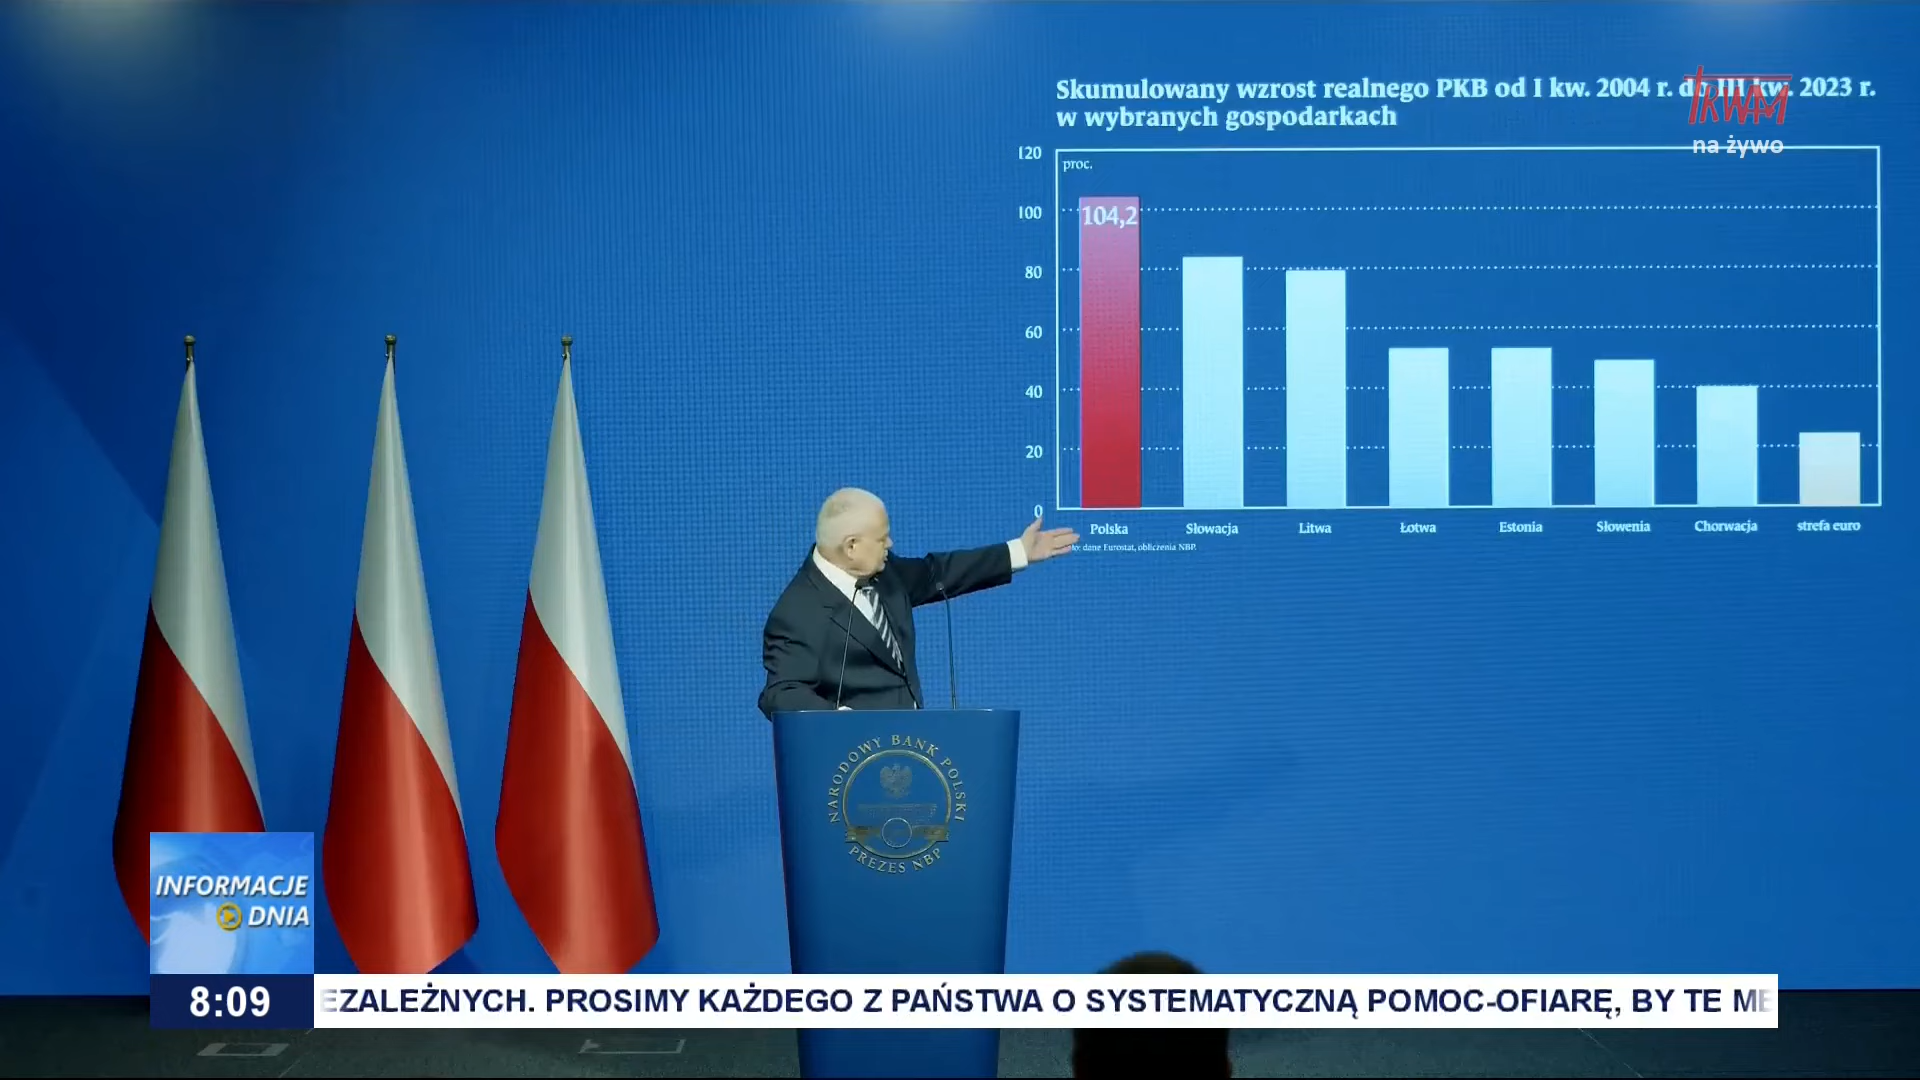 Skumulowany wzrost realnego PKB od I kw. 2004 r. do III kw. 2023 r.
w wybranych gospodarkach
TRWAM
na żywo
proc.
120
100
80
60
40
20
0
104,2
Polska Słowacja Litwa Łotwa Estonia Słowenia Chorwacja strefa euro
dane Eurostat, obliczenia NBP.
NARODOWY BANK POLSKI
PREZES NBP
INFORMACJE
DNIA
8:09
EZALEŻNYCH. PROSIMY KAŻDEGO Z PAŃSTWA O SYSTEMATYCZNĄ POMOC-OFIARĘ, BY TE